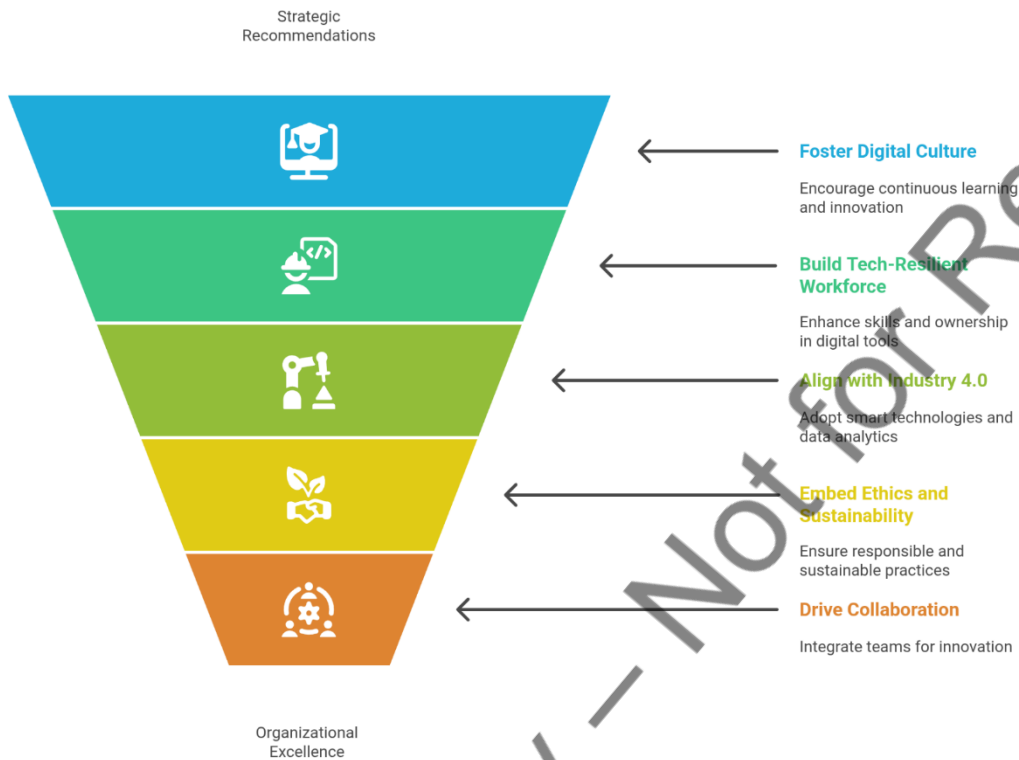 Strategic
Recommendations
Foster Digital Culture
Encourage continuous learning
and innovation
Build Tech-Resilient
Workforce
Enhance skills and ownership
in digital tools
Align with Industry 4.0
Adopt smart technologies and
data analytics
Embed Ethics and
Sustainability
Ensure responsible and
sustainable practices
Drive Collaboration
Integrate teams for innovation
Organizational
Excellence
</>
– Not for Re